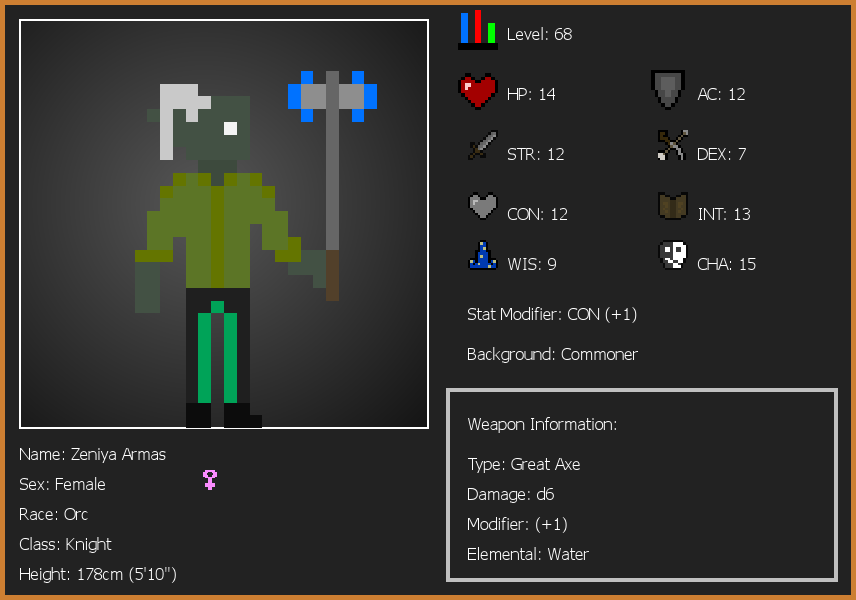 Level: 68
HP: 14
AC: 12
STR: 12
DEX: 7
CON: 12
INT: 13
WIS: 9
CHA: 15
Stat Modifier: CON (+1)
Background: Commoner
Weapon Information:
Type: Great Axe
Damage: d6
Modifier: (+1)
Elemental: Water
Name: Zeniya Armas
Sex: Female
Race: Orc
Class: Knight
Height: 178cm (5'10")